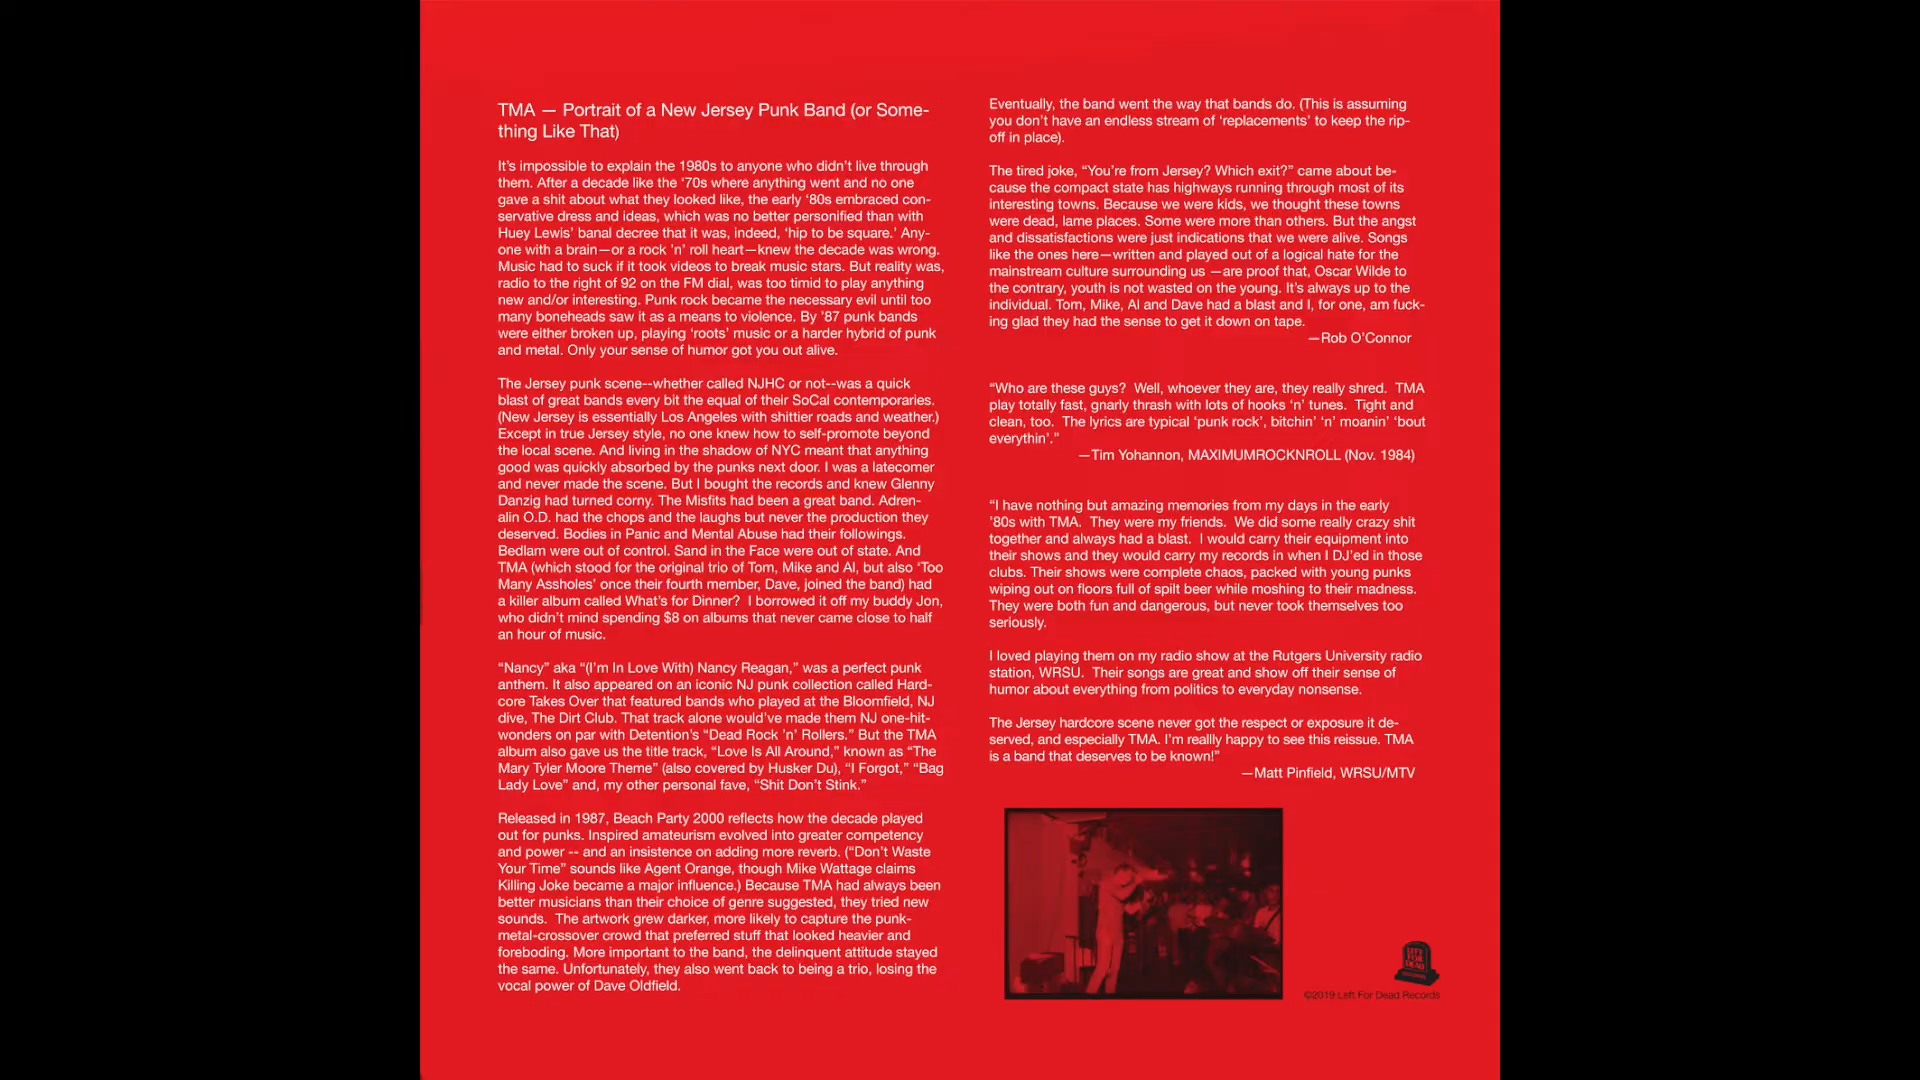 TMA — Portrait of a New Jersey Punk Band (or Some-
thing Like That)
It’s impossible to explain the 1980s to anyone who didn’t live through
them. After a decade like the ‘70s where anything went and no one
gave a shit about what they looked like, the early ‘80s embraced con-
servative dress and ideas, which was no better personified than with
Huey Lewis’ banal decree that it was, indeed, ‘hip to be square.’ Any-
one with a brain—or a rock ’n’ roll heart—knew the decade was wrong.
Music had to suck if it took videos to break music stars. But reality was,
radio to the right of 92 on the FM dial, was too timid to play anything
new and/or interesting. Punk rock became the necessary evil until too
many boneheads saw it as a means to violence. By ’87 punk bands
were either broken up, playing ‘roots’ music or a harder hybrid of punk
and metal. Only your sense of humor got you out alive.
The Jersey punk scene--whether called NJHC or not--was a quick
blast of great bands every bit the equal of their SoCal contemporaries.
(New Jersey is essentially Los Angeles with shittier roads and weather.)
Except in true Jersey style, no one knew how to self-promote beyond
the local scene. And living in the shadow of NYC meant that anything
good was quickly absorbed by the punks next door. I was a latecomer
and never made the scene. But I bought the records and knew Glenny
Danzig had turned corny. The Misfits had been a great band. Adren-
alin O.D. had the chops and the laughs but never the production they
deserved. Bodies in Panic and Mental Abuse had their followings.
Bedlam were out of control. Sand in the Face were out of state. And
TMA (which stood for the original trio of Tom, Mike and Al, but also ‘Too
Many Assholes’ once their fourth member, Dave, joined the band) had
a killer album called What’s for Dinner?  I borrowed it off my buddy Jon,
who didn’t mind spending $8 on albums that never came close to half
an hour of music.
“Nancy” aka “(I’m In Love With) Nancy Reagan,” was a perfect punk
anthem. It also appeared on an iconic NJ punk collection called Hard-
core Takes Over that featured bands who played at the Bloomfield, NJ
dive, The Dirt Club. That track alone would’ve made them NJ one-hit-
wonders on par with Detention’s “Dead Rock ’n’ Rollers.” But the TMA
album also gave us the title track, “Love Is All Around,” known as “The
Mary Tyler Moore Theme” (also covered by Husker Du), “I Forgot,” “Bag
Lady Love” and, my other personal fave, “Shit Don’t Stink.”
Released in 1987, Beach Party 2000 reflects how the decade played
out for punks. Inspired amateurism evolved into greater competency
and power -- and an insistence on adding more reverb. (“Don’t Waste
Your Time” sounds like Agent Orange, though Mike Wattage claims
Killing Joke became a major influence.) Because TMA had always been
better musicians than their choice of genre suggested, they tried new
sounds.  The artwork grew darker, more likely to capture the punk-
metal-crossover crowd that preferred stuff that looked heavier and
foreboding. More important to the band, the delinquent attitude stayed
the same. Unfortunately, they also went back to being a trio, losing the
vocal power of Dave Oldfield.
Eventually, the band went the way that bands do. (This is assuming
you don’t have an endless stream of ‘replacements’ to keep the rip-
off in place).
The tired joke, “You’re from Jersey? Which exit?” came about be-
cause the compact state has highways running through most of its
interesting towns. Because we were kids, we thought these towns
were dead, lame places. Some were more than others. But the angst
and dissatisfactions were just indications that we were alive. Songs
like the ones here—written and played out of a logical hate for the
mainstream culture surrounding us —are proof that, Oscar Wilde to
the contrary, youth is not wasted on the young. It’s always up to the
individual. Tom, Mike, Al and Dave had a blast and I, for one, am fuck-
ing glad they had the sense to get it down on tape.
—Rob O’Connor
“Who are these guys?  Well, whoever they are, they really shred.  TMA
play totally fast, gnarly thrash with lots of hooks ‘n’ tunes.  Tight and
clean, too.  The lyrics are typical ‘punk rock’, bitchin’ ‘n’ moanin’ ‘bout
everythin’.”
—Tim Yohannon, MAXIMUMROCKNROLL (Nov. 1984)
“I have nothing but amazing memories from my days in the early
’80s with TMA.  They were my friends.  We did some really crazy shit
together and always had a blast.  I would carry their equipment into
their shows and they would carry my records in when I DJ’ed in those
clubs. Their shows were complete chaos, packed with young punks
wiping out on floors full of spilt beer while moshing to their madness.
They were both fun and dangerous, but never took themselves too
seriously.
I loved playing them on my radio show at the Rutgers University radio
station, WRSU.  Their songs are great and show off their sense of
humor about everything from politics to everyday nonsense.
The Jersey hardcore scene never got the respect or exposure it de-
served, and especially TMA. I’m reallly happy to see this reissue. TMA
is a band that deserves to be known!”
—Matt Pinfield, WRSU/MTV
LEFT
FOR
DEAD
©2019 Left For Dead Records